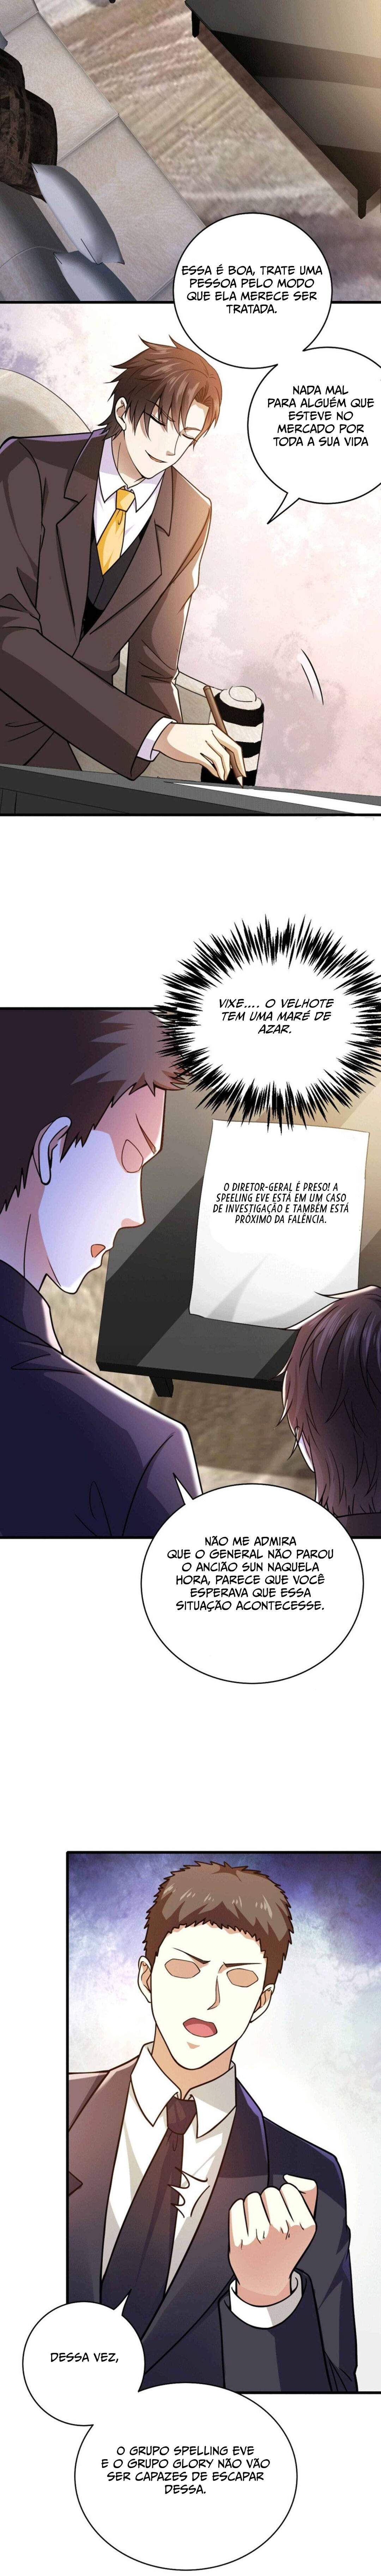 ESSA É BOA, TRATE UMA
PESSOA PELO MODO
QUE ELA MERECE SER
TRATADA.
NADA MAL
PARA ALGUÉM QUE
ESTEVE NO
MERCADO POR
TODA A SUA VIDA
VIXE.... O VELHOTE
TEM UMA MARÉ DE
AZAR.
O DIRETOR-GERAL É PRESO! A
SPEELING EVE ESTÁ EM UM CASO
DE INVESTIGAÇÃO E TAMBÉM ESTÁ
PRÓXIMO DA FALÊNCIA.
NÃO ME ADMIRA
QUE O GENERAL NÃO PAROU
O ANCIÃO SUN NAQUELA
HORA, PARECE QUE VOCÊ
ESPERAVA QUE ESSA
SITUAÇÃO ACONTECESSE.
DESSA VEZ,
O GRUPO SPELLING EVE
E O GRUPO GLORY NÃO VÃO
SER CAPAZES DE ESCAPAR
DESSA.